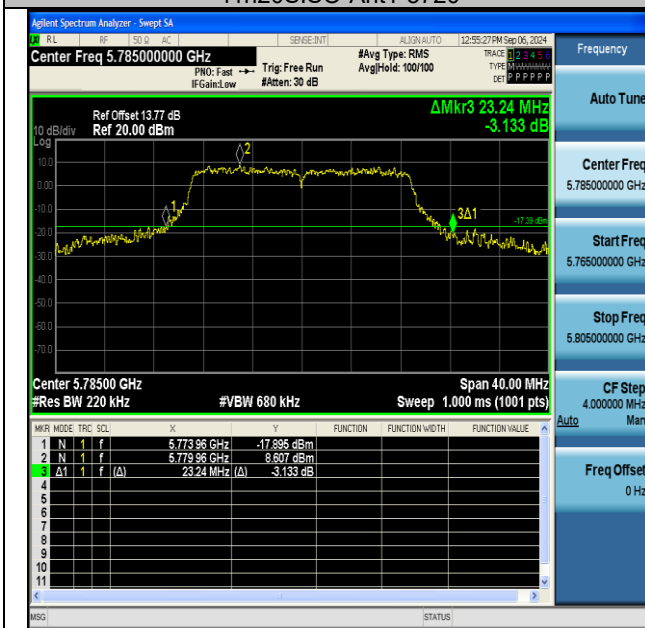 Agilent Spectrum Analyzer - Swept SA
RL RF 50 Ω AC SENSE:INT ALIGN AUTO 12:55:27 PM Sep 06, 2024
Center Freq 5.785000000 GHz
PNO: Fast
IFGain:Low
Trig: Free Run
#Atten: 30 dB
#Avg Type: RMS
Avg|Hold: 100/100
TRACE 1 2 3 4 5 6
TYPE M
DET P P P P P P
Ref Offset 13.77 dB
10 dB/div Ref 20.00 dBm
Log
ΔMkr3 23.24 MHz
-3.133 dB
10.0
0.00
-10.0
-20.0
-30.0
-40.0
-50.0
-60.0
-70.0
1
2
3Δ1
-17.39 dBm
Center 5.78500 GHz Span 40.00 MHz
#Res BW 220 kHz #VBW 680 kHz Sweep 1.000 ms (1001 pts)
MKR MODE TRC SCL X Y FUNCTION FUNCTION WIDTH FUNCTION VALUE
1 N 1 f 5.773 96 GHz -17.895 dBm
2 N 1 f 5.779 96 GHz 8.607 dBm
3 Δ1 1 f (Δ) 23.24 MHz (Δ) -3.133 dB
4
5
6
7
8
9
10
11
MSG STATUS
Frequency
Auto Tune
Center Freq
5.785000000 GHz
Start Freq
5.765000000 GHz
Stop Freq
5.805000000 GHz
CF Step
4.000000 MHz
Auto Man
Freq Offset
0 Hz